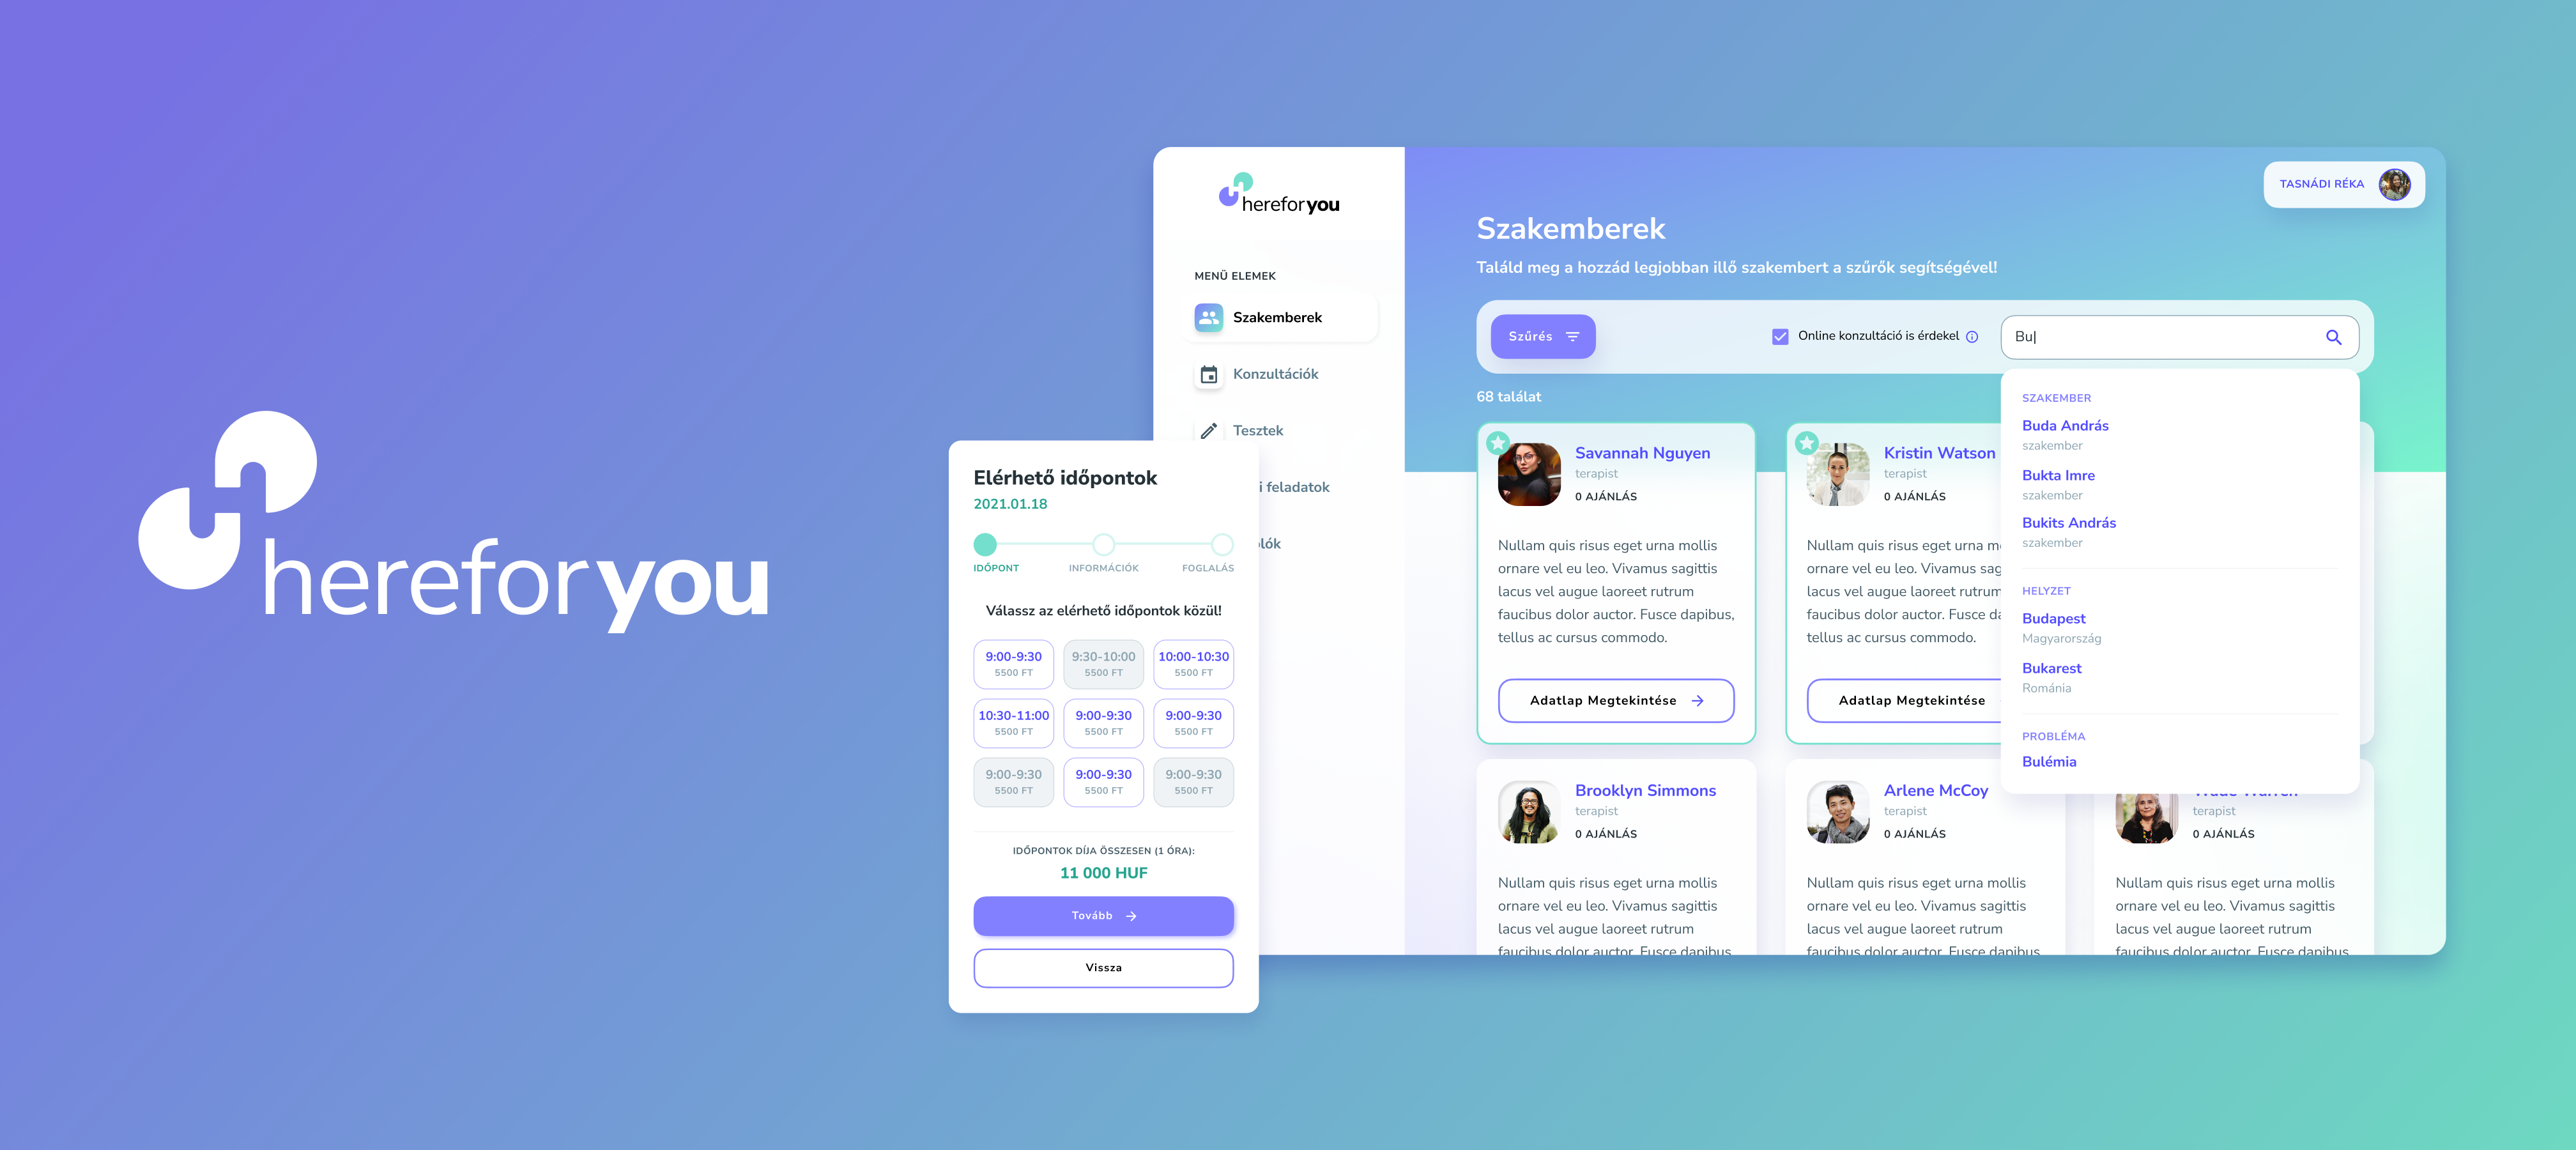 hereforyou
hereforyou
MENÜ ELEMEK
Szakemberek
Konzultációk
Tesztek
i feladatok
Elérhető időpontok
2021.01.18
IDŐPONT INFORMÁCIÓK FOGLALÁS
Válassz az elérhető időpontok közül!
9:00-9:30 9:30-10:00 10:00-10:30
5500 FT 5500 FT 5500 FT
10:30-11:00 9:00-9:30 9:00-9:30
5500 FT 5500 FT 5500 FT
9:00-9:30 9:00-9:30 9:00-9:30
5500 FT 5500 FT 5500 FT
IDŐPONTOK DÍJA ÖSSZESEN (1 ÓRA):
11 000 HUF
Tovább
Vissza
TASNÁDI RÉKA
Szakemberek
Találd meg a hozzád legjobban illő szakembert a szűrők segítségével!
Szűrés
Online konzultáció is érdekel
Bu
68 találat
SZAKEMBER
Buda András
szakember
Bukta Imre
szakember
Bukits András
szakember
HELYZET
Budapest
Magyarország
Bukarest
Románia
PROBLÉMA
Bulémia
Savannah Nguyen
terapist
0 AJÁNLÁS
Nullam quis risus eget urna mollis
ornare vel eu leo. Vivamus sagittis
lacus vel augue laoreet rutrum
faucibus dolor auctor. Fusce dapibus,
tellus ac cursus commodo.
Adatlap Megtekintése
Kristin Watson
terapist
0 AJÁNLÁS
Nullam quis risus eget urna
ornare vel eu leo. Vivamus
lacus vel augue laoreet rutrum
faucibus dolor auctor. Fusce
tellus ac cursus commodo.
Adatlap Megtekintése
Brooklyn Simmons
terapist
0 AJÁNLÁS
Nullam quis risus eget urna mollis
ornare vel eu leo. Vivamus sagittis
lacus vel augue laoreet rutrum
faucibus dolor auctor. Fusce dapibus
Arlene McCoy
terapist
0 AJÁNLÁS
Nullam quis risus eget urna mollis
ornare vel eu leo. Vivamus sagittis
lacus vel augue laoreet rutrum
faucibus dolor auctor. Fusce dapibus
terapist
0 AJÁNLÁS
Nullam quis risus eget urna mollis
ornare vel eu leo. Vivamus sagittis
lacus vel augue laoreet rutrum
faucibus dolor auctor. Fusce dapibus